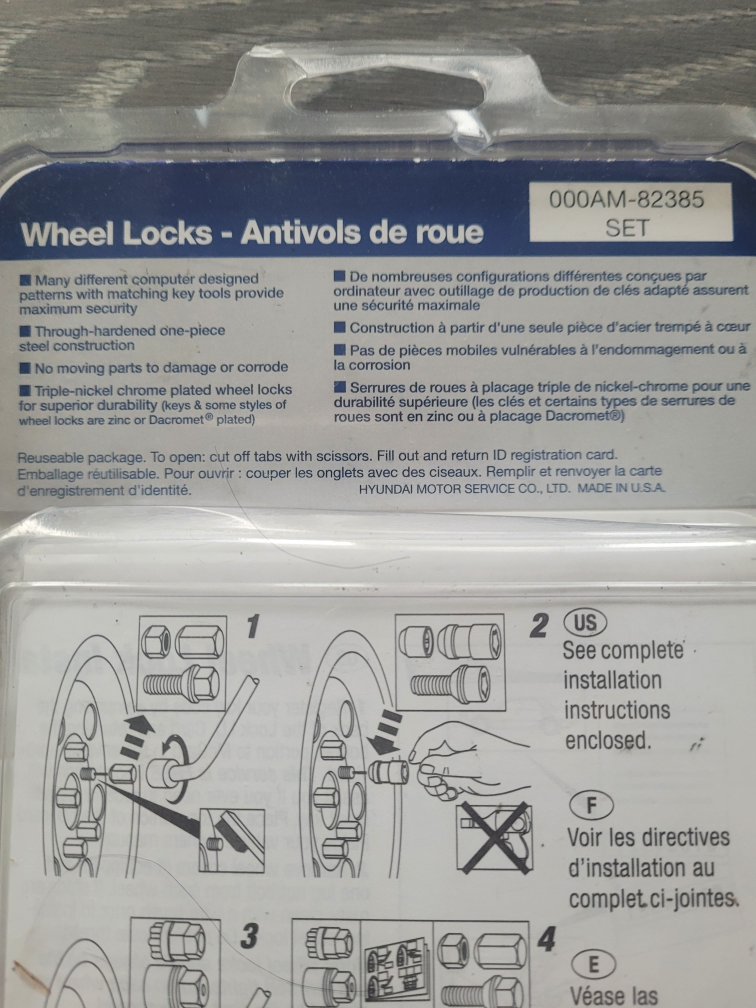 000AM-82385
SET
Wheel Locks - Antivols de roue
■ Many different computer designed
patterns with matching key tools provide
maximum security
■ Through-hardened one-piece
steel construction
■ No moving parts to damage or corrode
■ Triple-nickel chrome plated wheel locks
for superior durability (keys & some styles of
wheel locks are zinc or Dacromet® plated)
■ De nombreuses configurations différentes conçues par
ordinateur avec outillage de production de clés adapté assurent
une sécurité maximale
■ Construction à partir d'une seule pièce d'acier trempé à cœur
■ Pas de pièces mobiles vulnérables à l'endommagement ou à
la corrosion
■ Serrures de roues à placage triple de nickel-chrome pour une
durabilité supérieure (les clés et certains types de serrures de
roues sont en zinc ou à placage Dacromet®)
Reuseable package. To open: cut off tabs with scissors. Fill out and return ID registration card.
Emballage réutilisable. Pour ouvrir : couper les onglets avec des ciseaux. Remplir et renvoyer la carte
d'enregistrement d'identité. HYUNDAI MOTOR SERVICE CO., LTD. MADE IN U.S.A.
1
2
US
See complete
installation
instructions
enclosed.
F
Voir les directives
d'installation au
complet ci-jointes.
3
4
E
Véase las